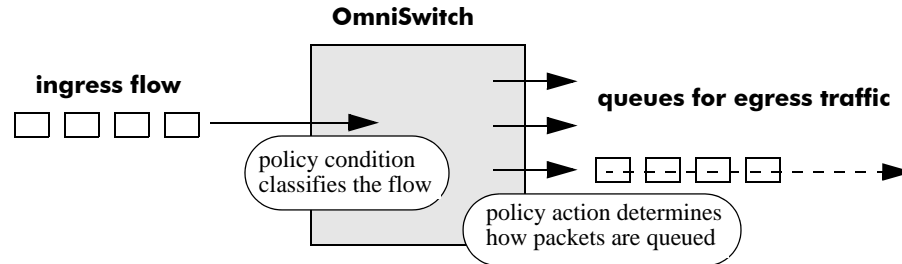 OmniSwitch
ingress flow
queues for egress traffic
policy condition
classifies the flow
policy action determines
how packets are queued